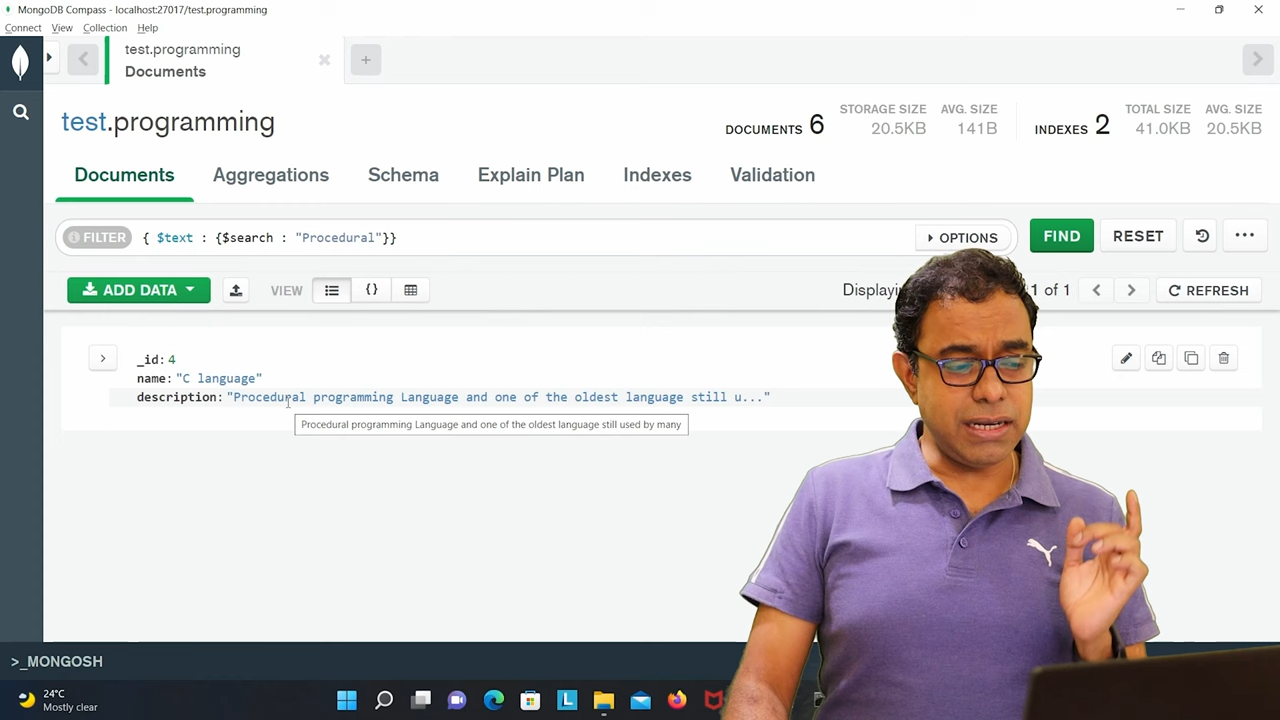 MongoDB Compass - localhost:27017/test.programming
Connect View Collection Help
test.programming
Documents
test.programming
DOCUMENTS 6
STORAGE SIZE
20.5KB
AVG. SIZE
141B
INDEXES 2
TOTAL SIZE
41.0KB
AVG. SIZE
20.5KB
Documents Aggregations Schema Explain Plan Indexes Validation
FILTER { $text : {$search : "Procedural"}} OPTIONS FIND RESET
ADD DATA VIEW { } Displaying 1 of 1 REFRESH
_id: 4
name: "C language"
description: "Procedural programming Language and one of the oldest language still u..."
Procedural programming Language and one of the oldest language still used by many
>_MONGOSH
24°C
Mostly clear